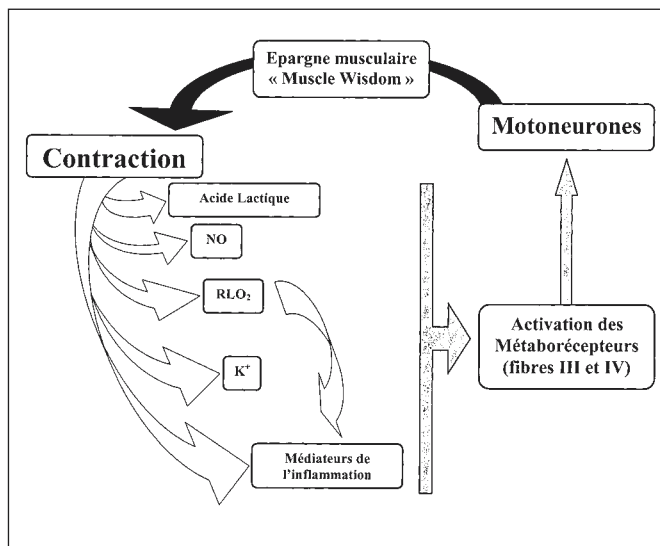 Epargne musculaire
« Muscle Wisdom »
Motoneurones
Contraction
Acide Lactique
NO
RLO₂
K⁺
Médiateurs de
l'inflammation
Activation des
Métaborécepteurs
(fibres III et IV)